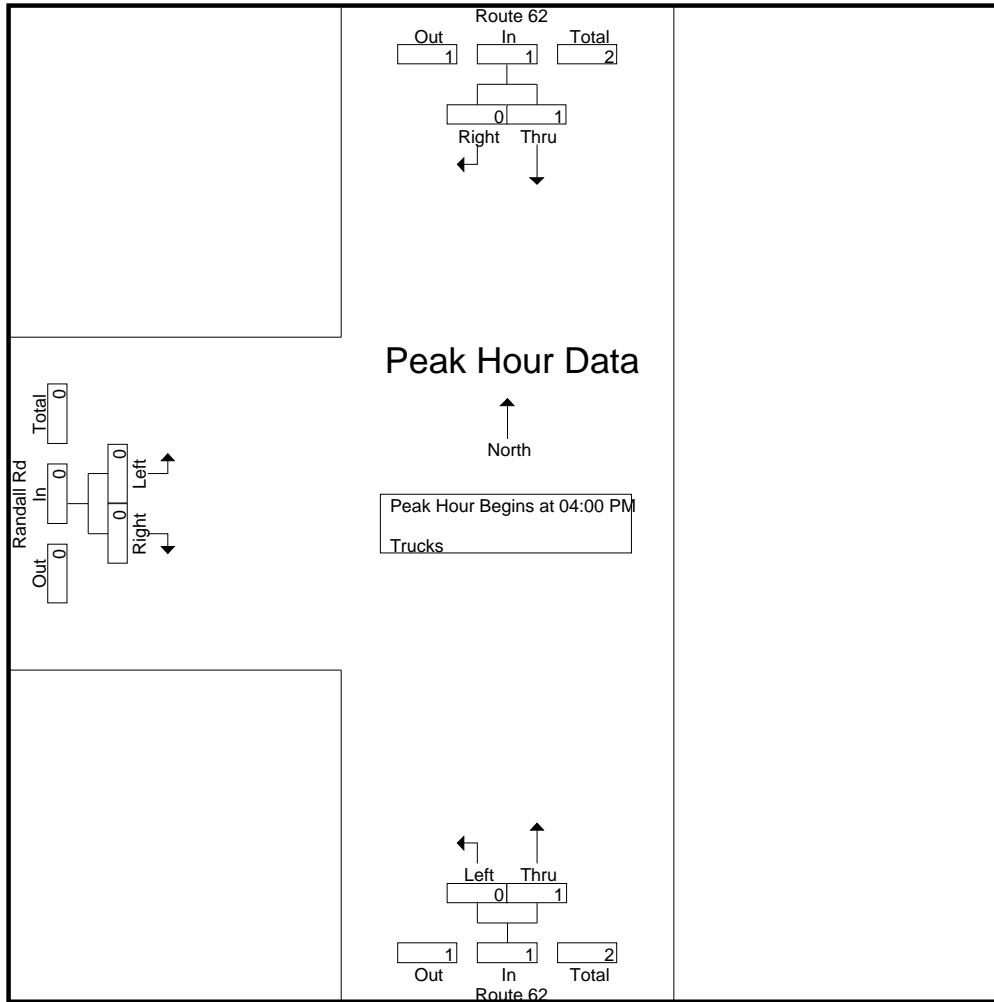 Route 62
Out In Total
1 1 2
0 1
Right Thru
Peak Hour Data
North
Peak Hour Begins at 04:00 PM
Trucks
Randall Rd
Out In Total
0 0 0
Right Left
0 0
Left Thru
0 1
1 1 2
Out In Total
Route 62